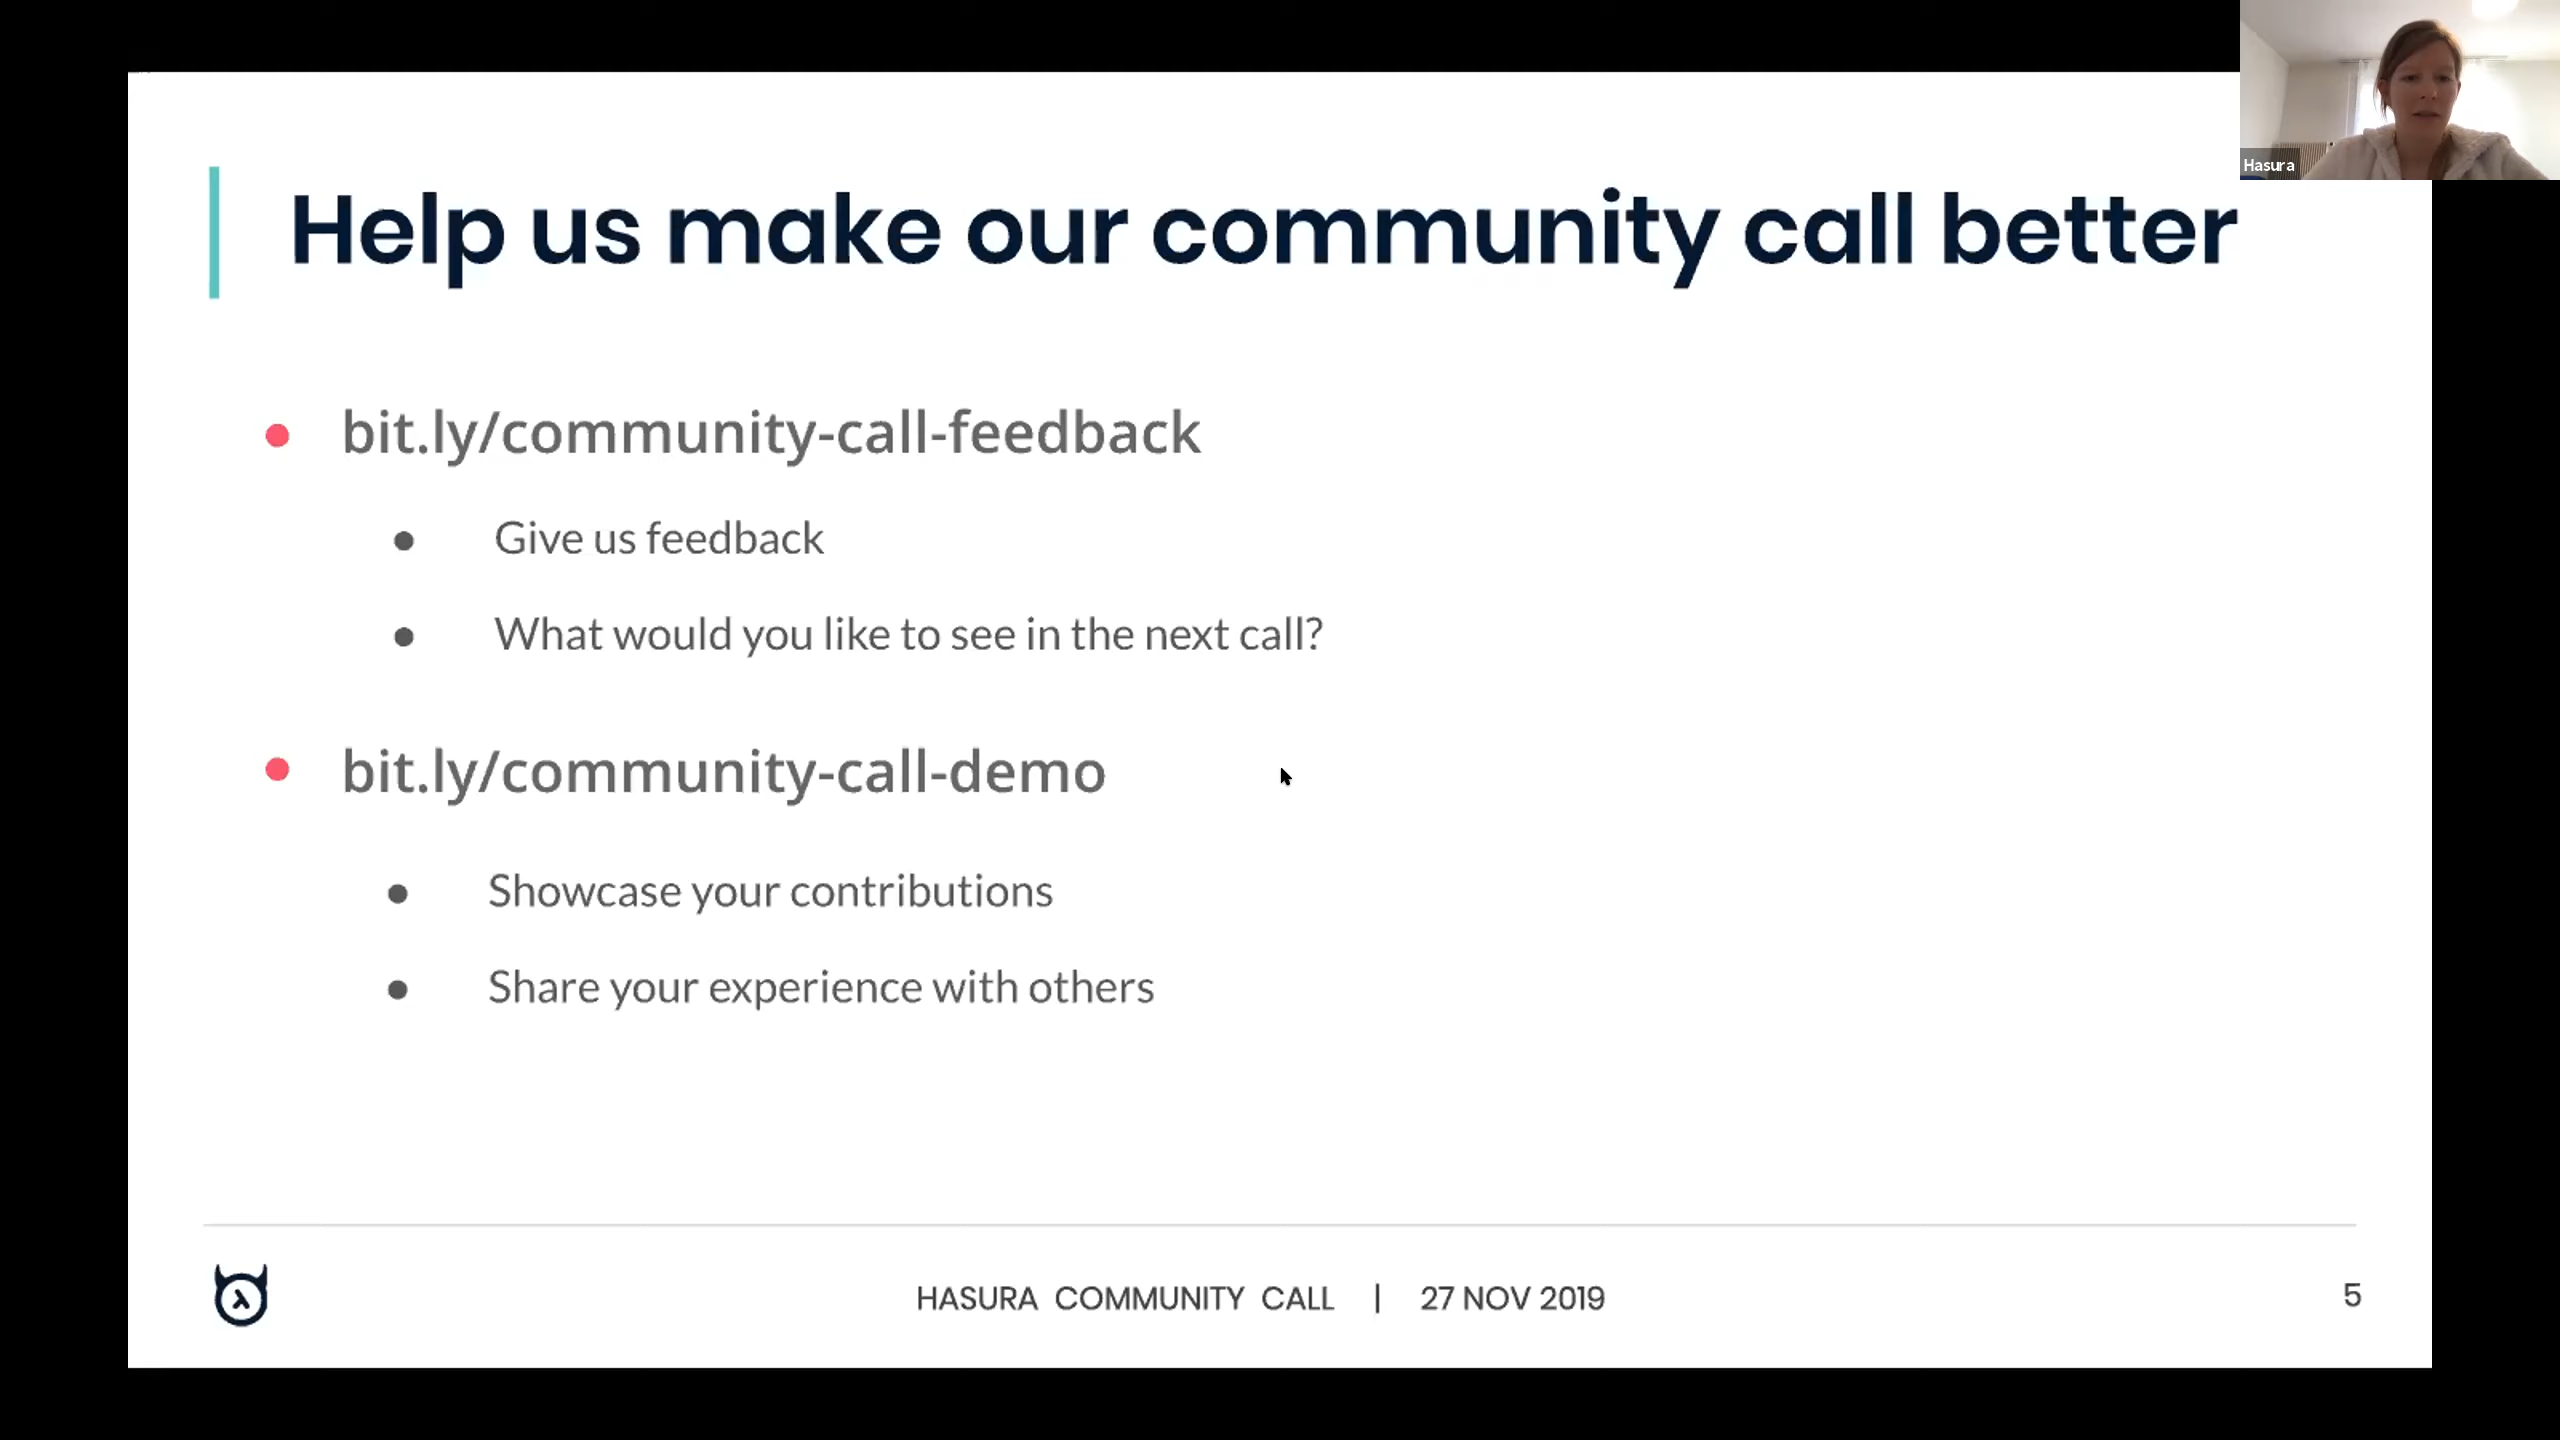 Hasura
Help us make our community call better
bit.ly/community-call-feedback
Give us feedback
What would you like to see in the next call?
bit.ly/community-call-demo
Showcase your contributions
Share your experience with others
HASURA COMMUNITY CALL | 27 NOV 2019
5